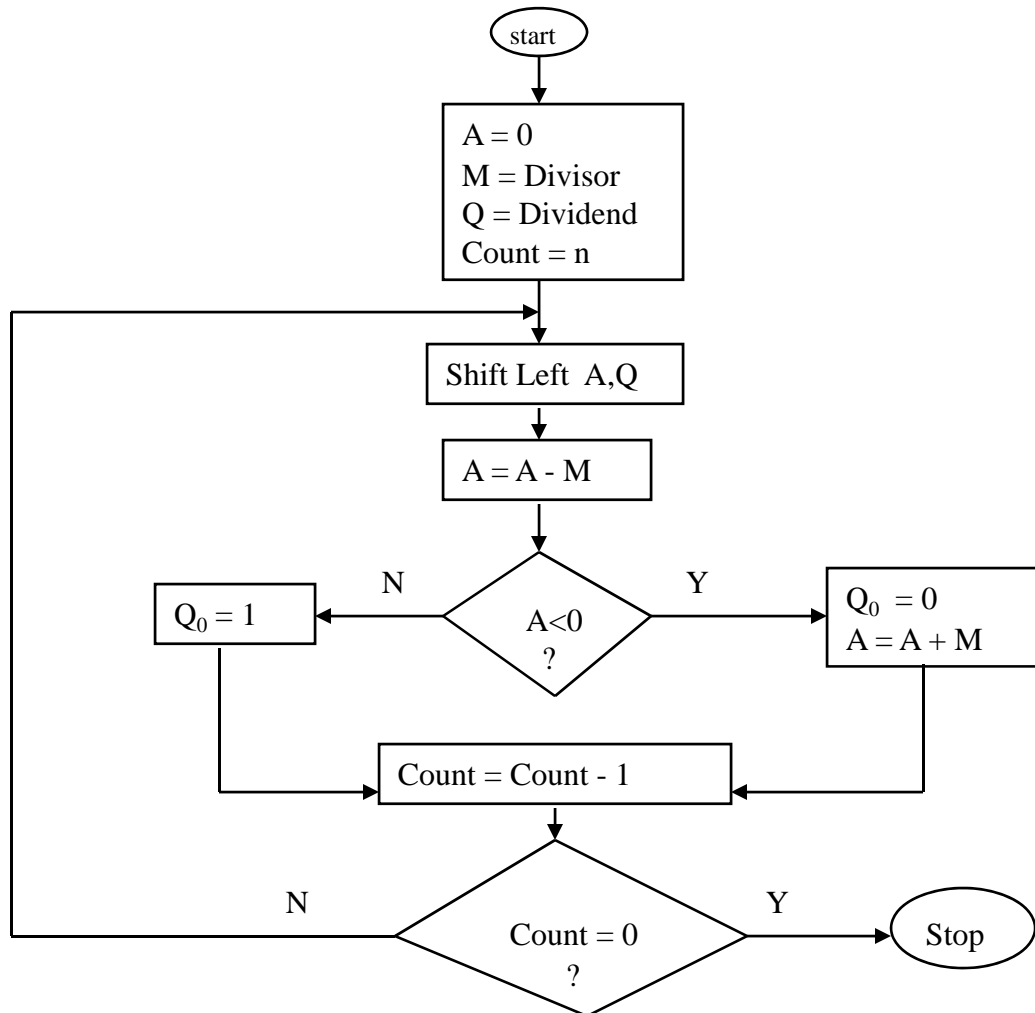 start
A = 0
M = Divisor
Q = Dividend
Count = n
Shift Left A,Q
A = A - M
N
Y
A<0
?
Q₀ = 1
Q₀ = 0
A = A + M
Count = Count - 1
N
Y
Count = 0
?
Stop